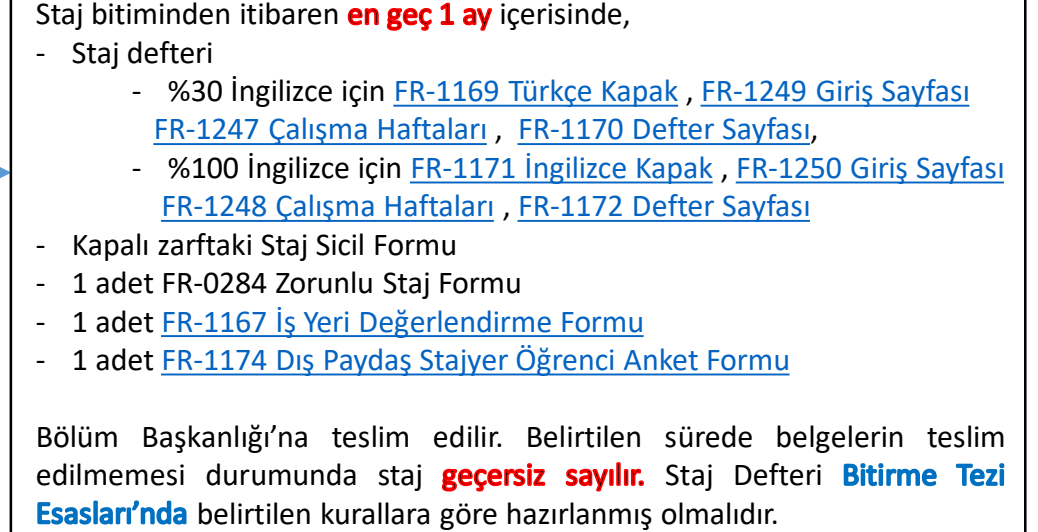 Staj bitiminden itibaren en geç 1 ay içerisinde,
- Staj defteri
- %30 İngilizce için FR-1169 Türkçe Kapak , FR-1249 Giriş Sayfası
FR-1247 Çalışma Haftaları , FR-1170 Defter Sayfası,
- %100 İngilizce için FR-1171 İngilizce Kapak , FR-1250 Giriş Sayfası
FR-1248 Çalışma Haftaları , FR-1172 Defter Sayfası
- Kapalı zarftaki Staj Sicil Formu
- 1 adet FR-0284 Zorunlu Staj Formu
- 1 adet FR-1167 İş Yeri Değerlendirme Formu
- 1 adet FR-1174 Dış Paydaş Stajyer Öğrenci Anket Formu
Bölüm Başkanlığı’na teslim edilir. Belirtilen sürede belgelerin teslim
edilmemesi durumunda staj geçersiz sayılır. Staj Defteri Bitirme Tezi
Esasları’nda belirtilen kurallara göre hazırlanmış olmalıdır.